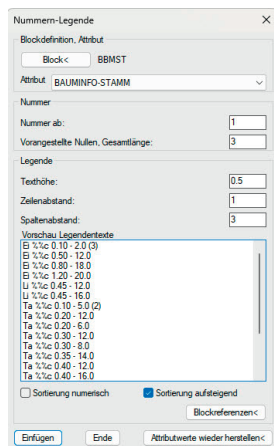 Nummern-Legende
Blockdefinition, Attribut
Block< BBMST
Attribut BAUMINFO-STAMM
Nummer
Nummer ab: 1
Vorangestellte Nullen, Gesamtlänge: 3
Legende
Texthöhe: 0.5
Zeilenabstand: 1
Spaltenabstand: 3
Vorschau Legendentexte
Ei %%c 0.10 - 2.0 (3)
Ei %%c 0.50 - 12.0
Ei %%c 0.80 - 18.0
Ei %%c 1.20 - 20.0
Li %%c 0.45 - 12.0
Li %%c 0.45 - 16.0
Ta %%c 0.10 - 5.0 (2)
Ta %%c 0.20 - 12.0
Ta %%c 0.20 - 6.0
Ta %%c 0.30 - 12.0
Ta %%c 0.30 - 8.0
Ta %%c 0.35 - 14.0
Ta %%c 0.40 - 12.0
Ta %%c 0.40 - 16.0
Sortierung numerisch Sortierung aufsteigend
Blockreferenzen<
Einfügen Ende Attributwerte wieder herstellen<